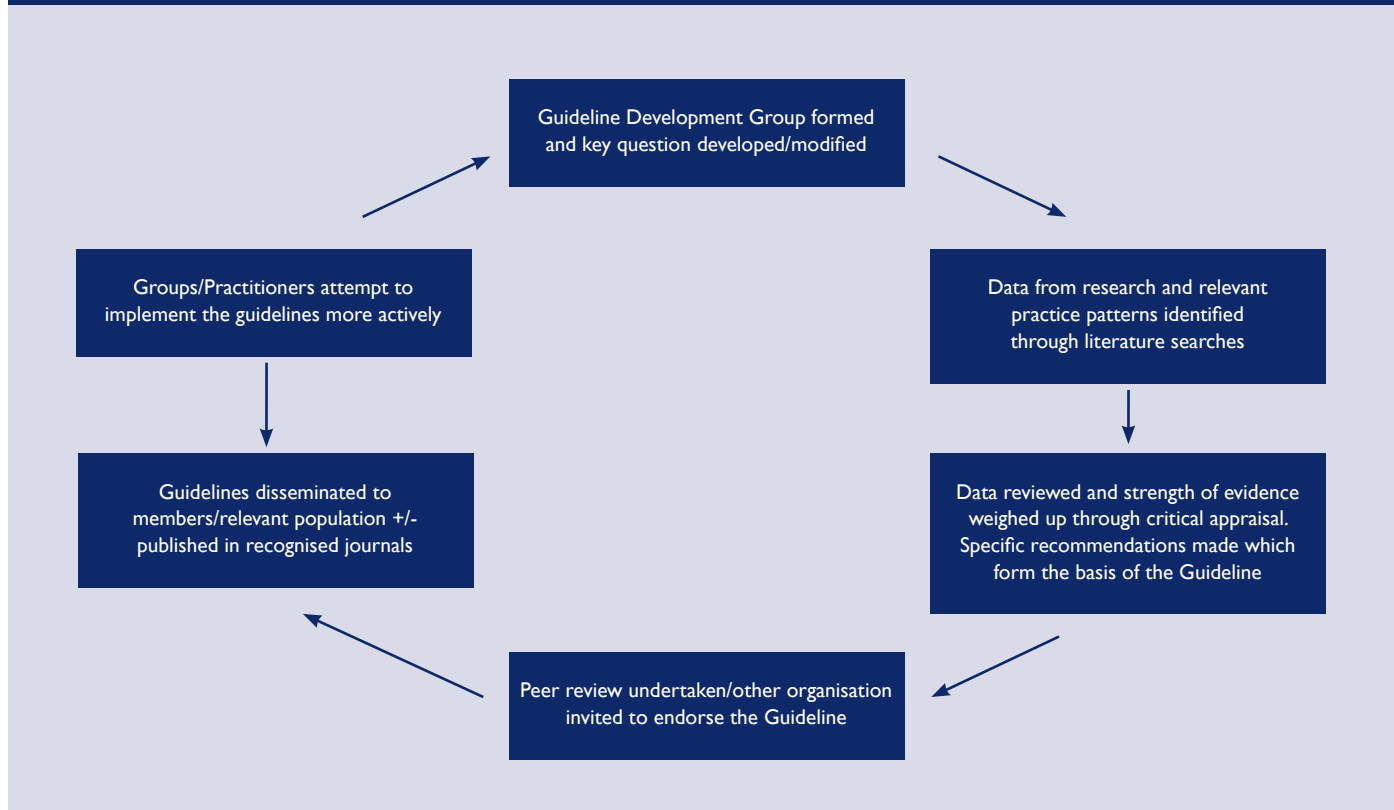 Guideline Development Group formed
and key question developed/modified
Groups/Practitioners attempt to
implement the guidelines more actively
Data from research and relevant
practice patterns identified
through literature searches
Guidelines disseminated to
members/relevant population +/-
published in recognised journals
Data reviewed and strength of evidence
weighed up through critical appraisal.
Specific recommendations made which
form the basis of the Guideline
Peer review undertaken/other organisation
invited to endorse the Guideline